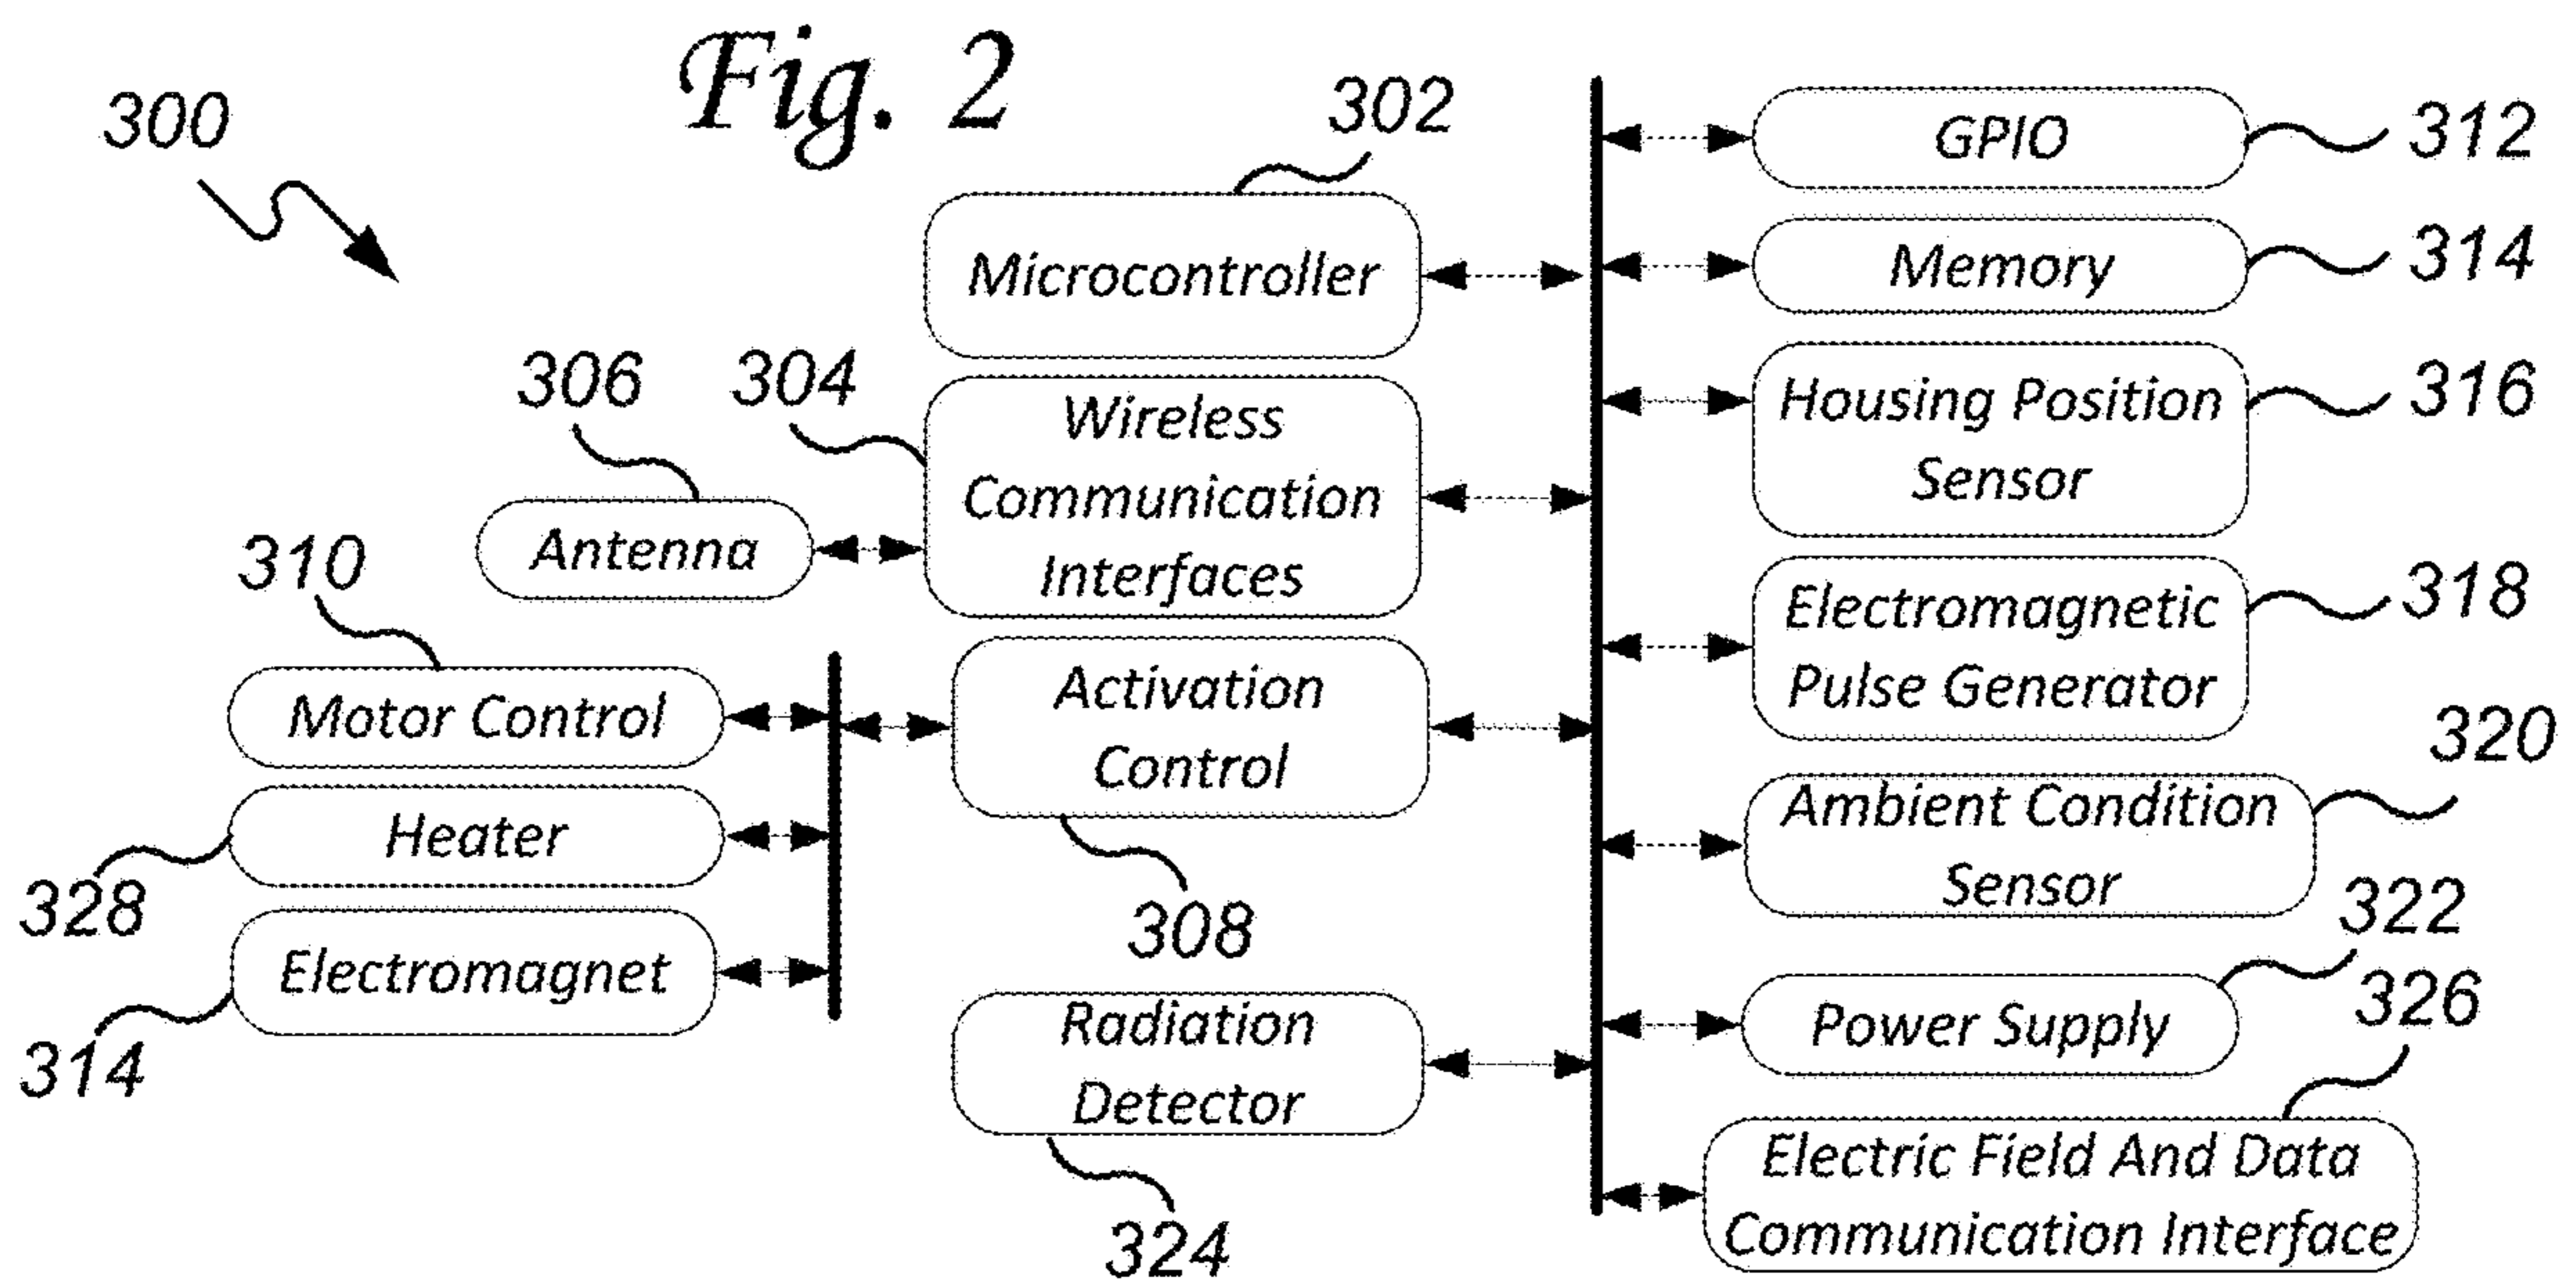 Fig. 2
300
302
Microcontroller
306
304
Wireless
Communication
Interfaces
Antenna
310
Motor Control
Activation
Control
308
Heater
328
Electromagnet
314
Radiation
Detector
324
GPIO
312
Memory
314
Housing Position
Sensor
316
Electromagnetic
Pulse Generator
318
Ambient Condition
Sensor
320
Power Supply
322
Electric Field And Data
Communication Interface
326